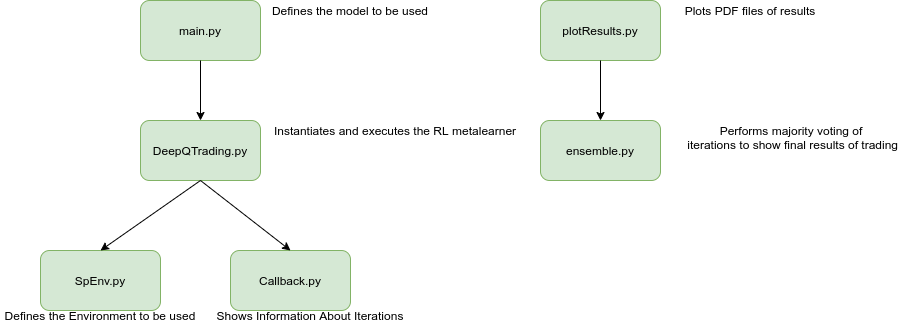 main.py
Defines the model to be used
plotResults.py
Plots PDF files of results
DeepQTrading.py
Instantiates and executes the RL metalearner
ensemble.py
Performs majority voting of
iterations to show final results of trading
SpEnv.py
Callback.py
Defines the Environment to be used
Shows Information About Iterations